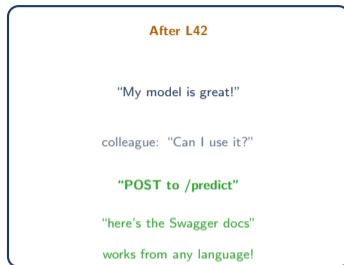 After L42
“My model is great!”
colleague: “Can I use it?”
“POST to /predict”
“here’s the Swagger docs”
works from any language!